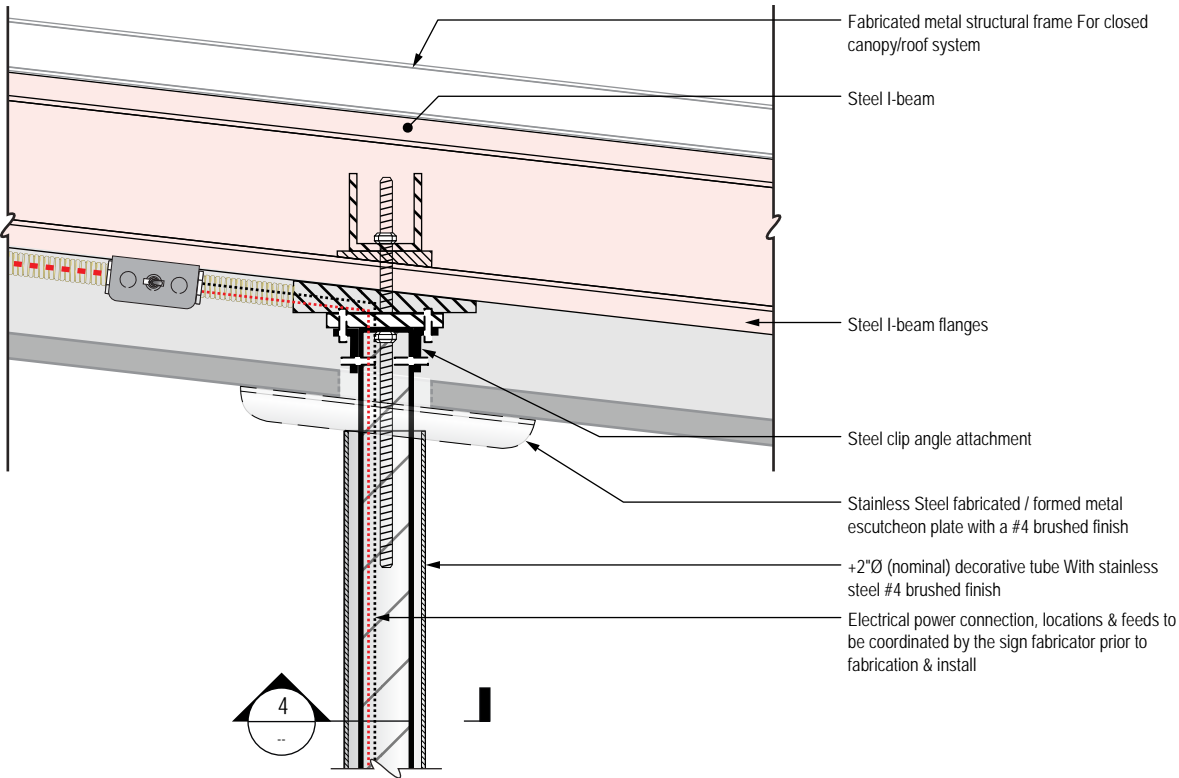 Fabricated metal structural frame For closed
canopy/roof system
Steel I-beam
Steel I-beam flanges
Steel clip angle attachment
Stainless Steel fabricated / formed metal
escutcheon plate with a #4 brushed finish
+2"Ø (nominal) decorative tube With stainless
steel #4 brushed finish
Electrical power connection, locations & feeds to
be coordinated by the sign fabricator prior to
fabrication & install
4
--